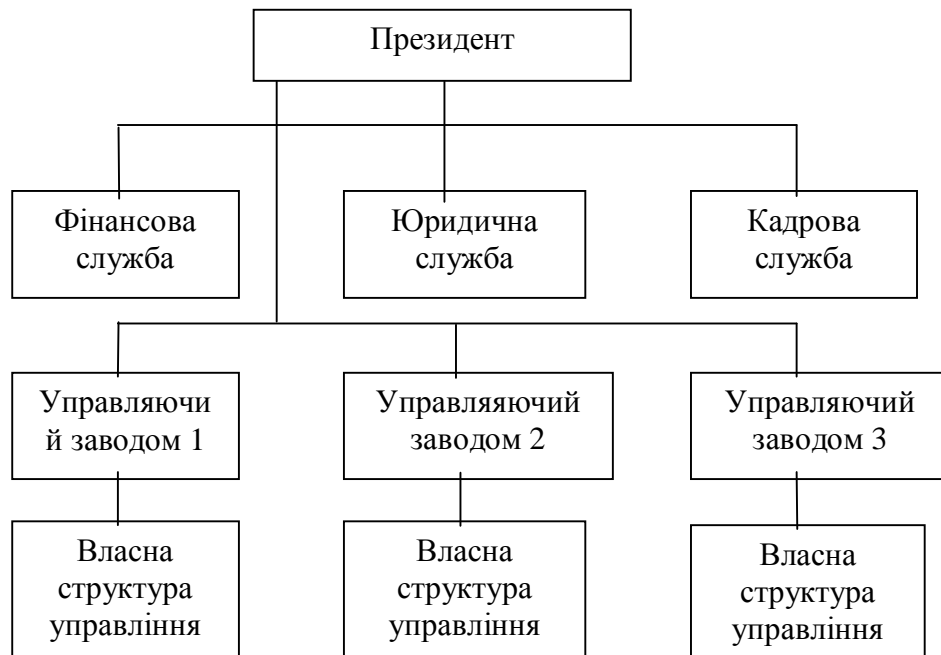 Президент
Фінансова
служба
Юридична
служба
Кадрова
служба
Управляючи
й заводом 1
Управляяючий
заводом 2
Управляючий
заводом 3
Власна
структура
управління
Власна
структура
управління
Власна
структура
управління